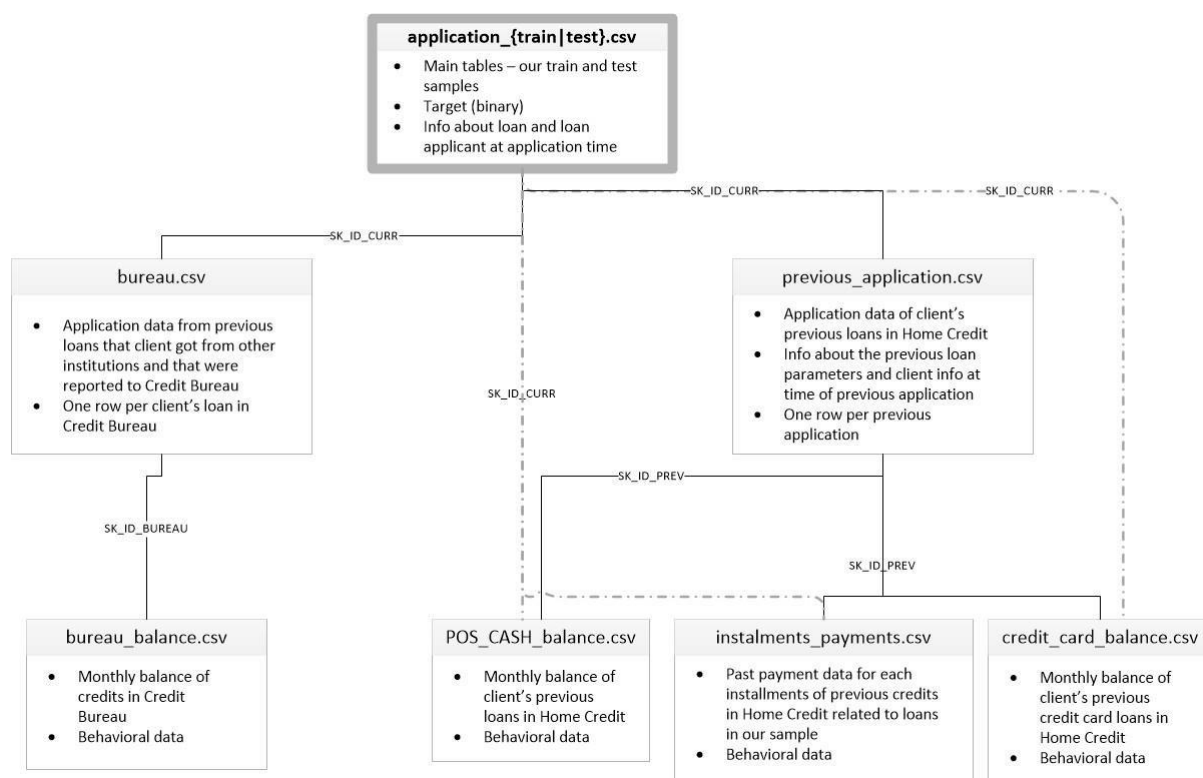 application_{train|test}.csv
• Main tables – our train and test
samples
• Target (binary)
• Info about loan and loan
applicant at application time
SK_ID_CURR
SK_ID_CURR
SK_ID_CURR
bureau.csv
• Application data from previous
loans that client got from other
institutions and that were
reported to Credit Bureau
• One row per client's loan in
Credit Bureau
previous_application.csv
• Application data of client's
previous loans in Home Credit
• Info about the previous loan
parameters and client info at
time of previous application
• One row per previous
application
SK_ID_CURR
SK_ID_PREV
SK_ID_BUREAU
SK_ID_PREV
bureau_balance.csv
• Monthly balance of
credits in Credit
Bureau
• Behavioral data
POS_CASH_balance.csv
• Monthly balance of
client's previous
loans in Home Credit
• Behavioral data
instalments_payments.csv
• Past payment data for each
installments of previous credits
in Home Credit related to loans
in our sample
• Behavioral data
credit_card_balance.csv
• Monthly balance of
client's previous
credit card loans in
Home Credit
• Behavioral data